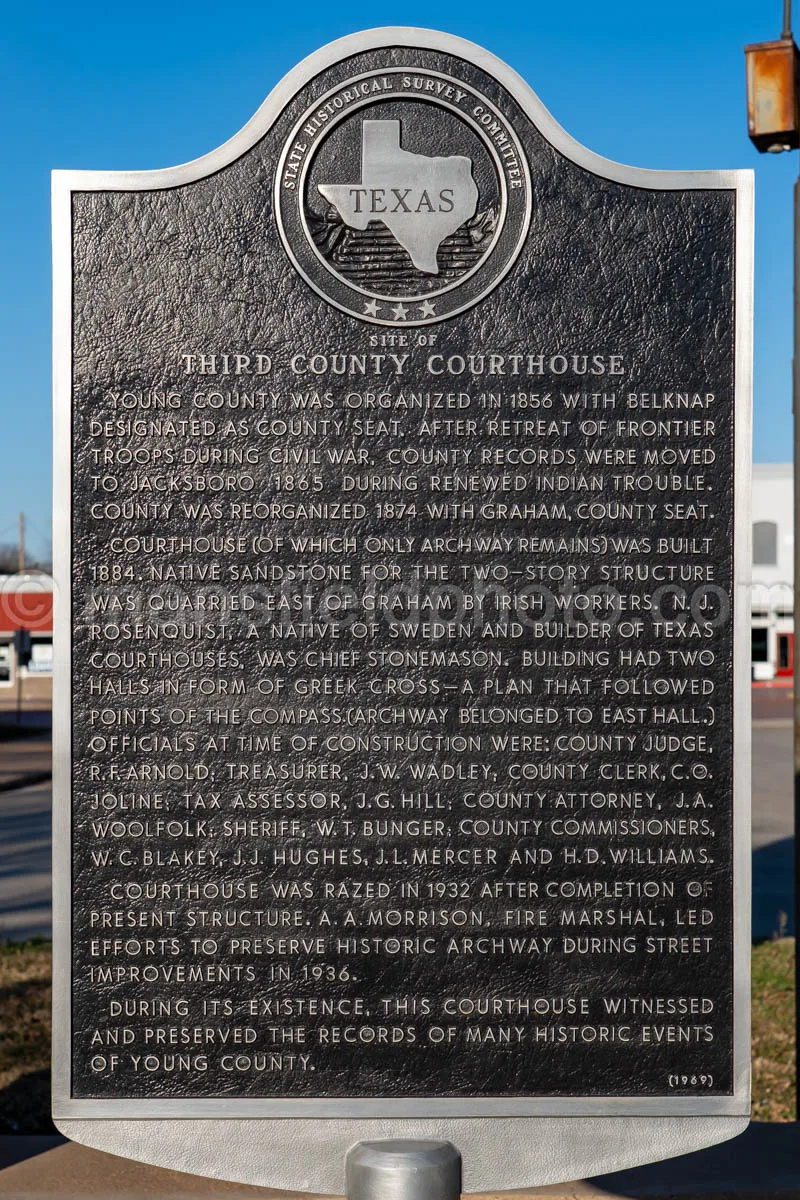 STATE HISTORICAL SURVEY COMMITTEE
TEXAS
SITE OF
THIRD COUNTY COURTHOUSE
YOUNG COUNTY WAS ORGANIZED IN 1856 WITH BELKNAP
DESIGNATED AS COUNTY SEAT. AFTER RETREAT OF FRONTIER
TROOPS DURING CIVIL WAR, COUNTY RECORDS WERE MOVED
TO JACKSBORO 1865 DURING RENEWED INDIAN TROUBLE.
COUNTY WAS REORGANIZED 1874 WITH GRAHAM, COUNTY SEAT.
COURTHOUSE (OF WHICH ONLY ARCHWAY REMAINS) WAS BUILT
1884. NATIVE SANDSTONE FOR THE TWO-STORY STRUCTURE
WAS QUARRIED EAST OF GRAHAM BY IRISH WORKERS. N. J.
ROSENQUIST, A NATIVE OF SWEDEN AND BUILDER OF TEXAS
COURTHOUSES, WAS CHIEF STONEMASON. BUILDING HAD TWO
HALLS IN FORM OF GREEK CROSS—A PLAN THAT FOLLOWED
POINTS OF THE COMPASS.(ARCHWAY BELONGED TO EAST HALL.)
OFFICIALS AT TIME OF CONSTRUCTION WERE: COUNTY JUDGE,
R.F. ARNOLD; TREASURER, J.W. WADLEY; COUNTY CLERK, C.O.
JOLINE; TAX ASSESSOR, J.G. HILL; COUNTY ATTORNEY, J.A.
WOOLFOLK; SHERIFF, W.T. BUNGER; COUNTY COMMISSIONERS,
W.C. BLAKEY, J.J. HUGHES, J.L. MERCER AND H.D. WILLIAMS.
COURTHOUSE WAS RAZED IN 1932 AFTER COMPLETION OF
PRESENT STRUCTURE. A. A. MORRISON, FIRE MARSHAL, LED
EFFORTS TO PRESERVE HISTORIC ARCHWAY DURING STREET
IMPROVEMENTS IN 1936.
DURING ITS EXISTENCE, THIS COURTHOUSE WITNESSED
AND PRESERVED THE RECORDS OF MANY HISTORIC EVENTS
OF YOUNG COUNTY.
(1969)
© mansfieldphoto.com